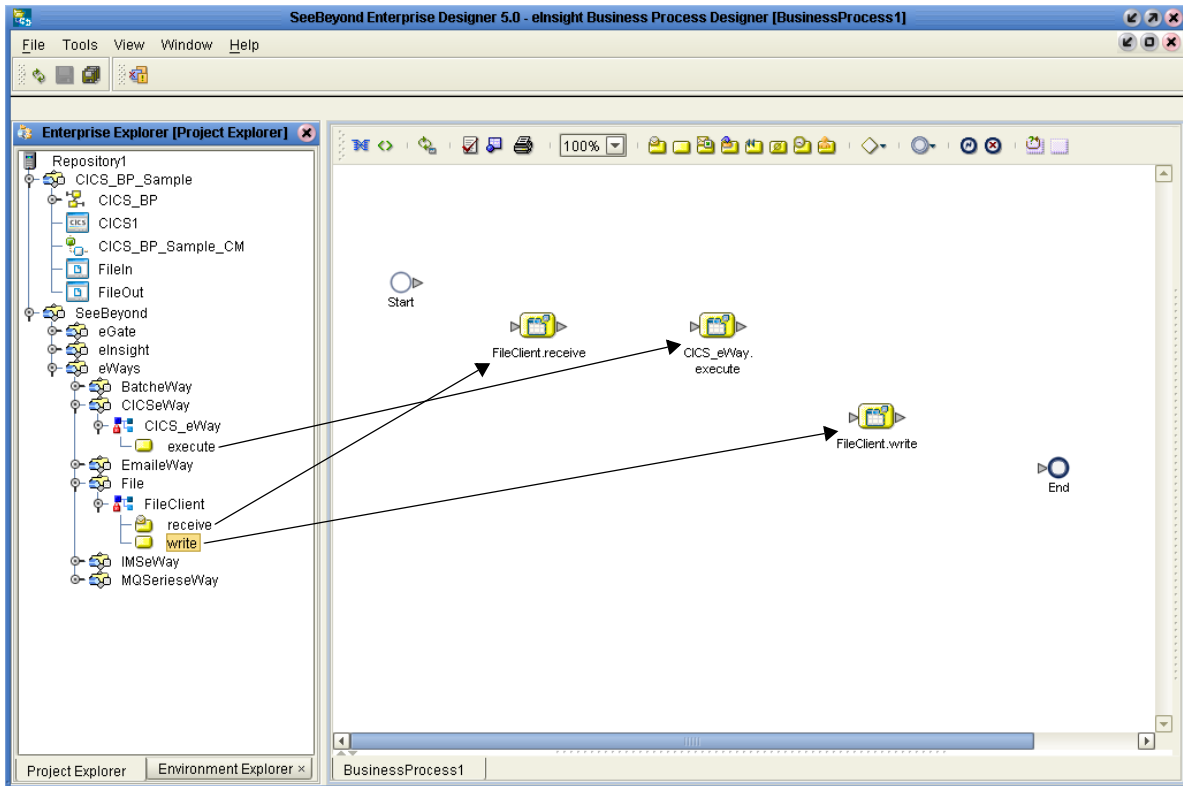 SeeBeyond Enterprise Designer 5.0 - eInsight Business Process Designer [BusinessProcess1]
File Tools View Window Help
Enterprise Explorer [Project Explorer]
Repository1
CICS_BP_Sample
CICS_BP
CICS
CICS1
CICS_BP_Sample_CM
FileIn
FileOut
SeeBeyond
eGate
eInsight
eWays
BatcheWay
CICSeWay
CICS_eWay
execute
EmaileWay
File
FileClient
receive
write
IMSeWay
MQSerieseWay
Project Explorer
Environment Explorer ×
100%
Start
FileClient.receive
CICS_eWay.
execute
FileClient.write
End
BusinessProcess1